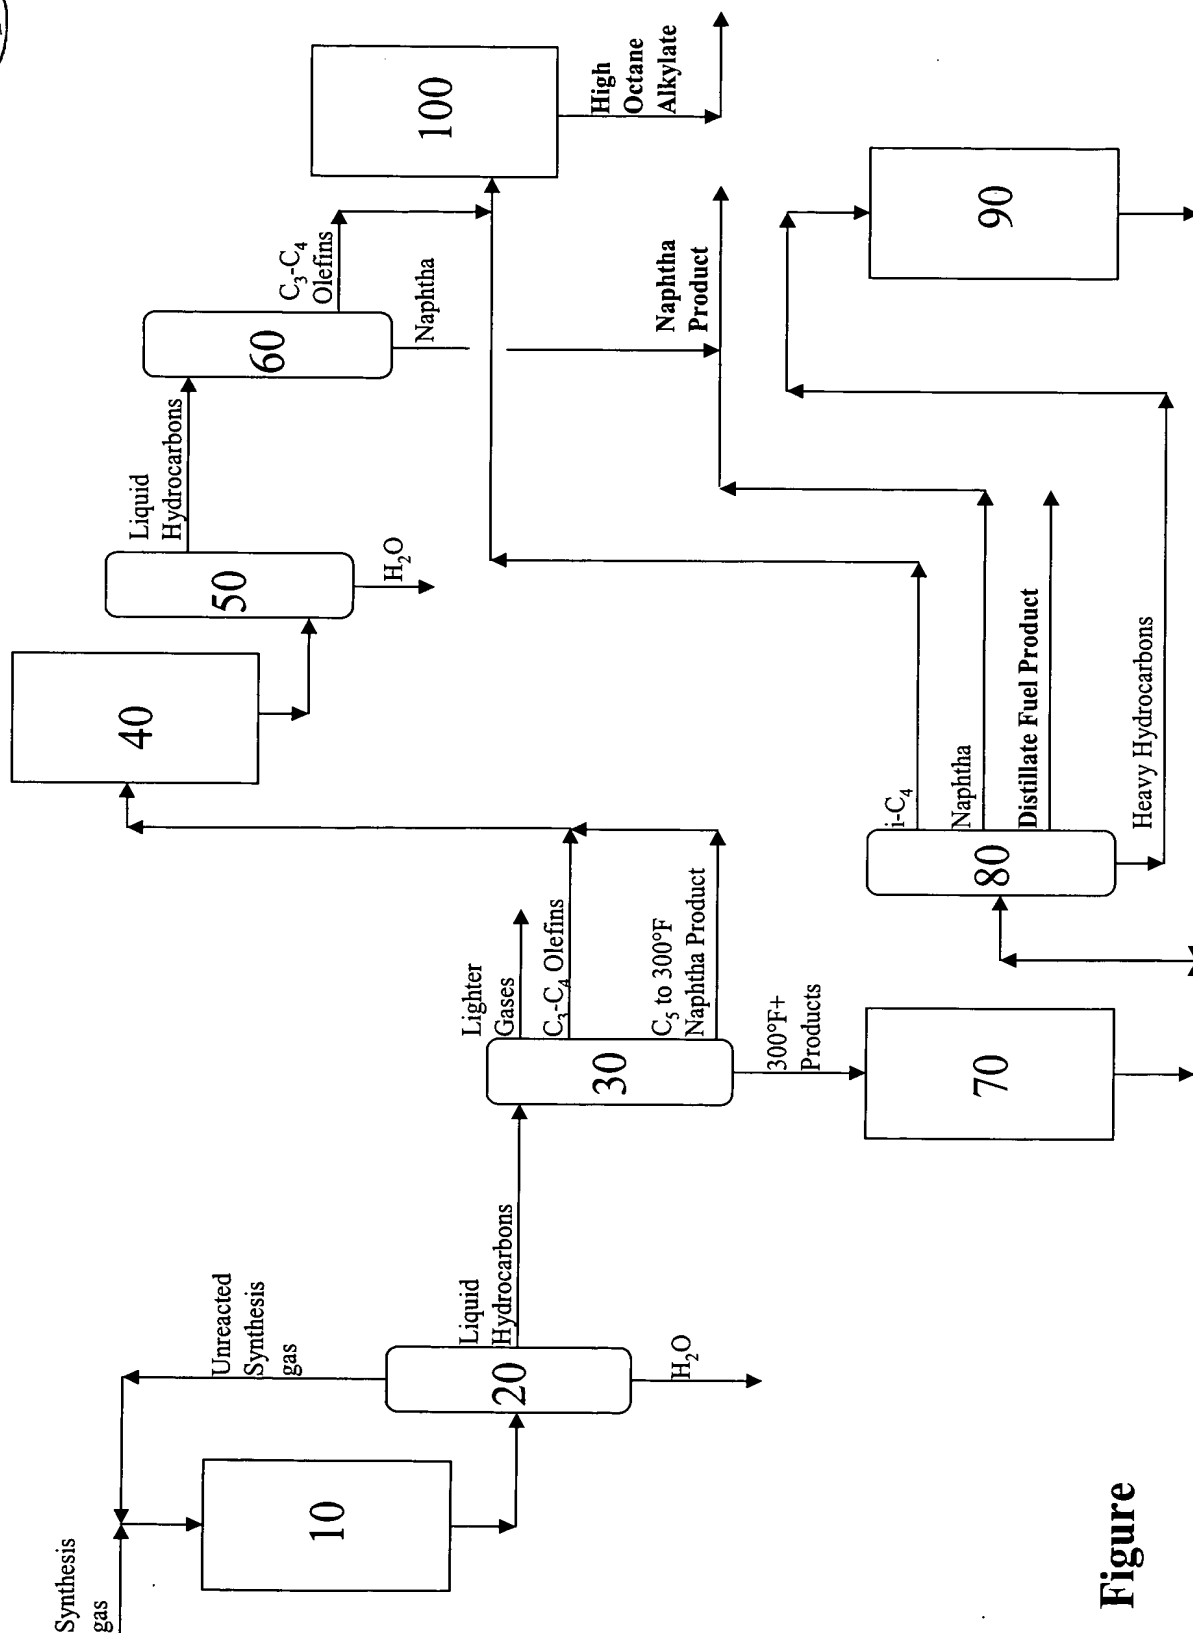 Synthesis
gas
10
Unreacted
Synthesis
gas
20
H₂O
Liquid
Hydrocarbons
30
Lighter
Gases
C₃-C₄ Olefins
C₅ to 300°F
Naphtha Product
300°F+
Products
40
50
H₂O
Liquid
Hydrocarbons
60
C₃-C₄
Olefins
Naphtha
70
80
i-C₄
Naphtha
Distillate Fuel Product
Heavy Hydrocarbons
90
Naphtha
Product
100
High
Octane
Alkylate
Figure